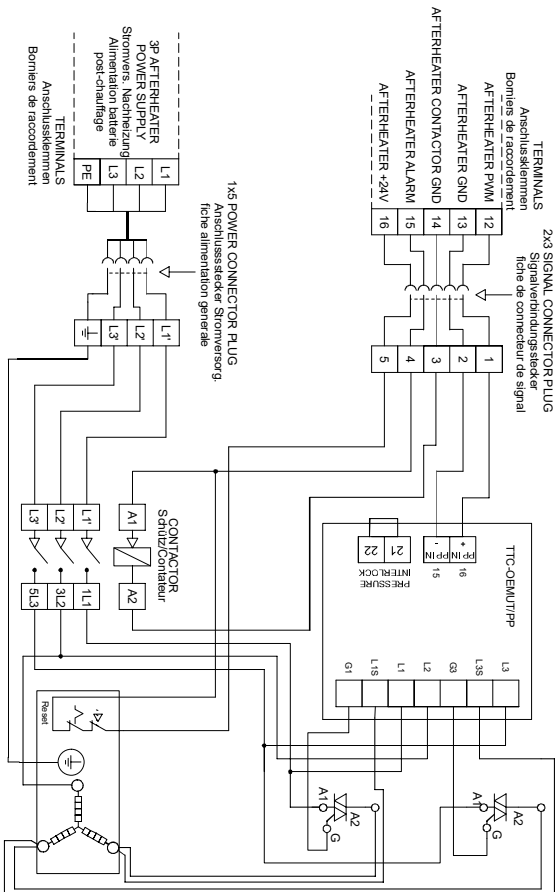 AFTERHEATER PWM
AFTERHEATER GND
AFTERHEATER CONTACTOR GND
AFTERHEATER ALARM
AFTERHEATER +24V
TERMINALS
Anschlussklemmen
Borniers de raccordement
12
13
14
15
16
2x3 SIGNAL CONNECTOR PLUG
Signalverbindungsstecker
fiche de connecteur de signal
1
2
3
4
5
3P AFTERHEATER
POWER SUPPLY
Stromvers. Nachheizung
Alimentation batterie
post-chauffage
L1
L2
L3
PE
TERMINALS
Anschlussklemmen
Borniers de raccordement
1x5 POWER CONNECTOR PLUG
Anschlussstecker Stromversorg.
fiche alimentation generale
L1'
L2'
L3'
TTC-OEMUT/PP
+ PP IN
- PP IN
16
15
21
22
PRESSURE
INTERLOCK
G1
L1S
L1
L2
G3
L3S
L3
CONTACTOR
Schütz/Contateur
A1
A2
L1'
L2'
L3'
1L1
3L2
5L3
Reset
A1
A2
G
A1
A2
G